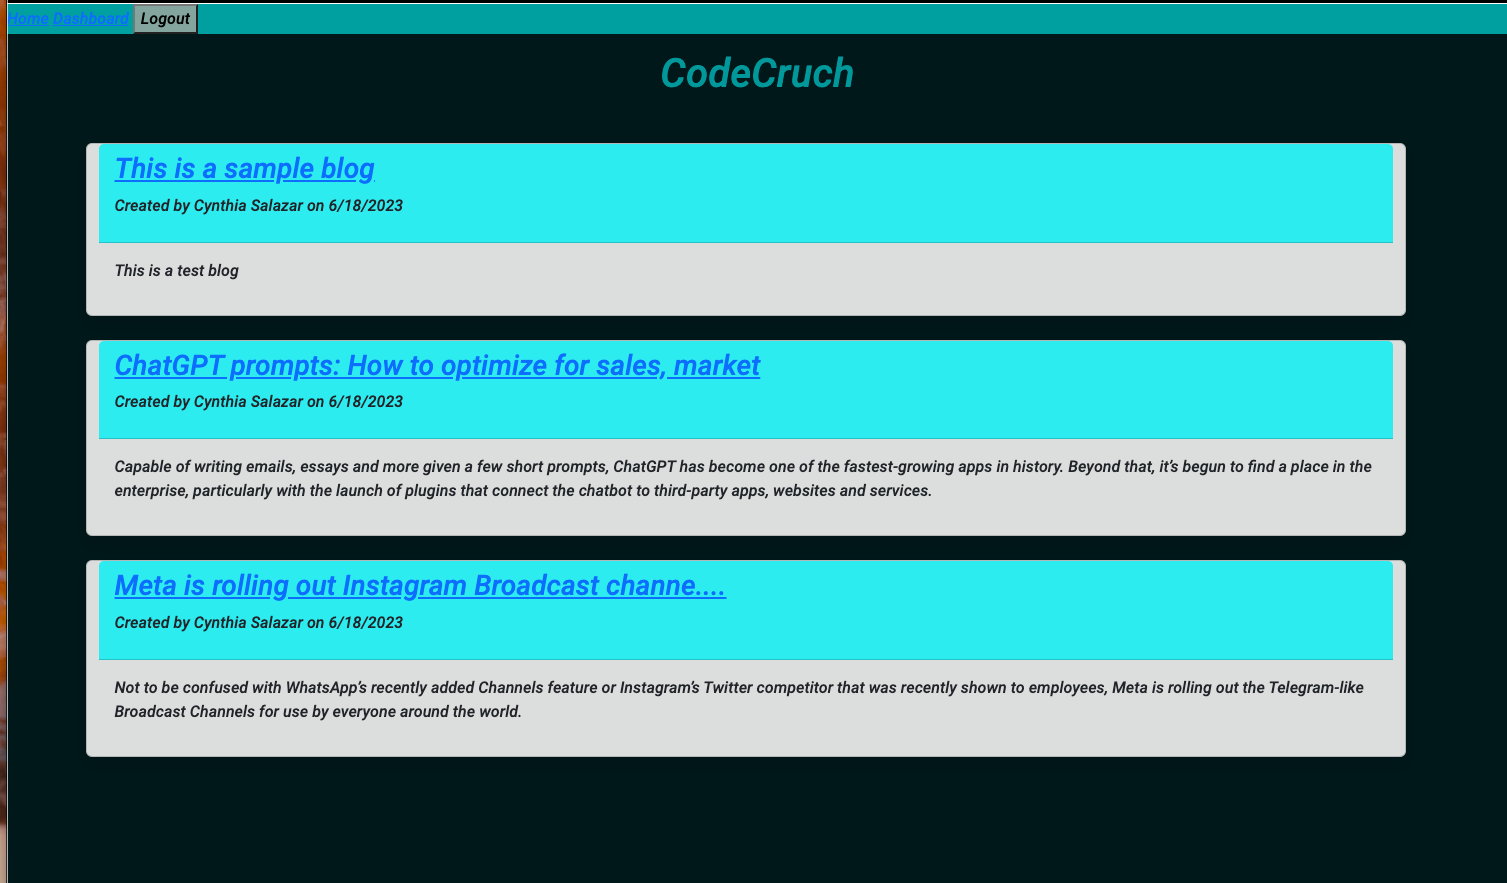 Home Dashboard Logout
CodeCruch
This is a sample blog
Created by Cynthia Salazar on 6/18/2023
This is a test blog
ChatGPT prompts: How to optimize for sales, market
Created by Cynthia Salazar on 6/18/2023
Capable of writing emails, essays and more given a few short prompts, ChatGPT has become one of the fastest-growing apps in history. Beyond that, it’s begun to find a place in the
enterprise, particularly with the launch of plugins that connect the chatbot to third-party apps, websites and services.
Meta is rolling out Instagram Broadcast channe....
Created by Cynthia Salazar on 6/18/2023
Not to be confused with WhatsApp’s recently added Channels feature or Instagram’s Twitter competitor that was recently shown to employees, Meta is rolling out the Telegram-like
Broadcast Channels for use by everyone around the world.